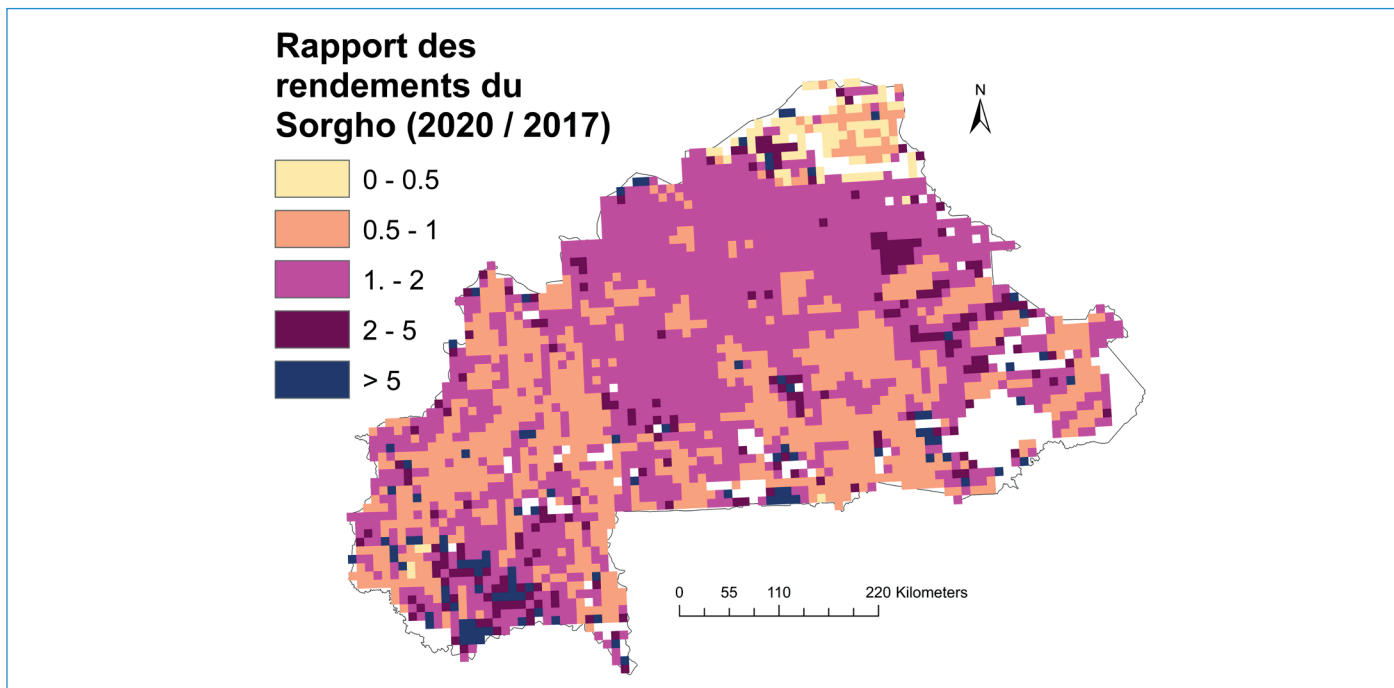 Rapport des
rendements du
Sorgho (2020 / 2017)
0 - 0.5
0.5 - 1
1. - 2
2 - 5
> 5
N
0 55 110 220 Kilometers